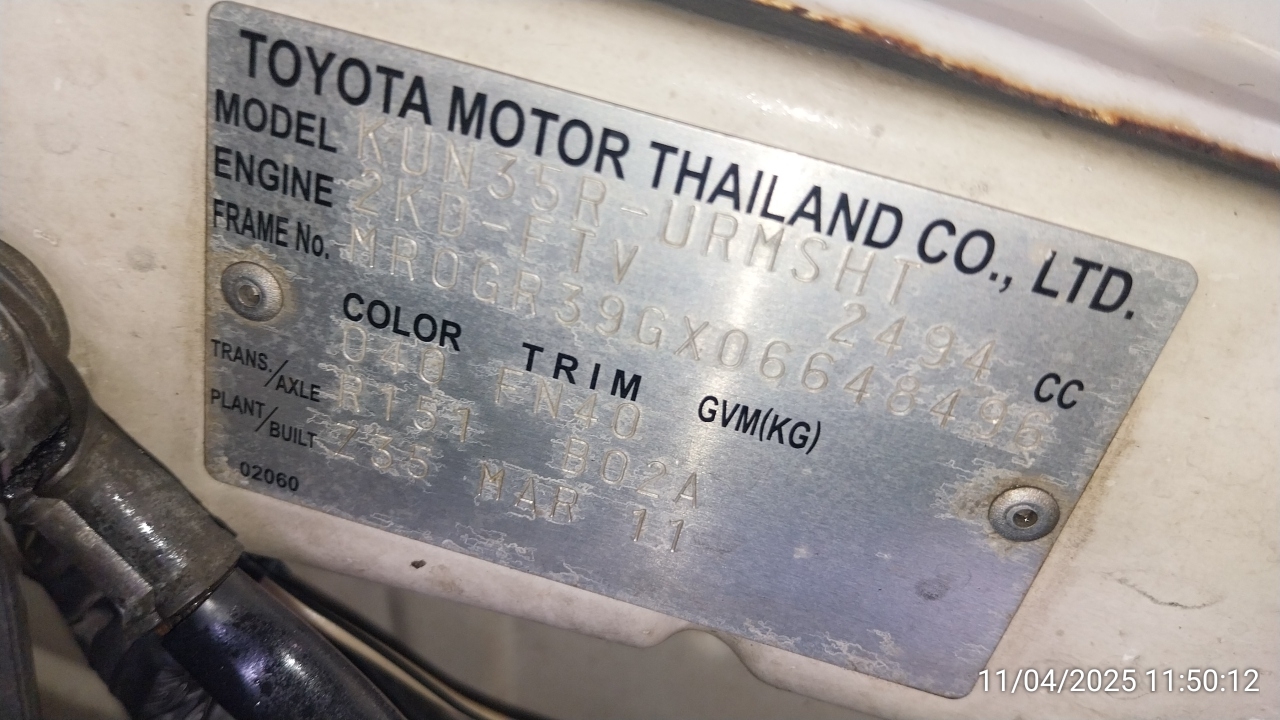 TOYOTA MOTOR THAILAND CO., LTD.
MODEL KUN35R-URMSHT
ENGINE 2KD-FTV 2494 CC
FRAME No. MR0GR39GX06648496
COLOR TRIM GVM(KG)
040 FN40
TRANS./AXLE R151 B02A
PLANT/BUILT Z35 MAR 11
02060
11/04/2025 11:50:12